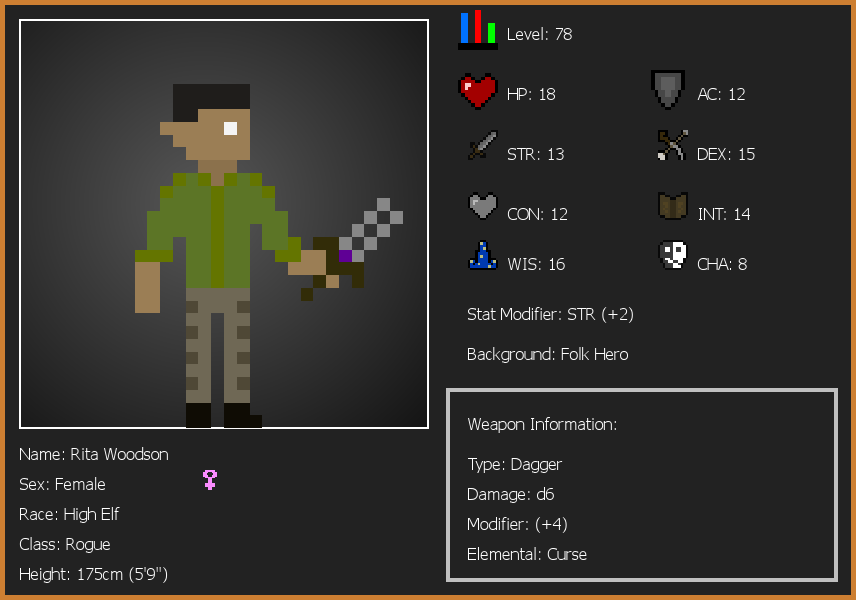 Level: 78
HP: 18
AC: 12
STR: 13
DEX: 15
CON: 12
INT: 14
WIS: 16
CHA: 8
Stat Modifier: STR (+2)
Background: Folk Hero
Weapon Information:
Type: Dagger
Damage: d6
Modifier: (+4)
Elemental: Curse
Name: Rita Woodson
Sex: Female
Race: High Elf
Class: Rogue
Height: 175cm (5'9")